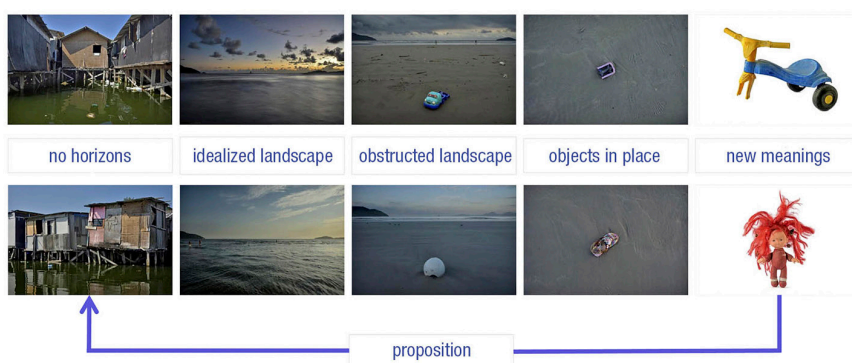 no horizons
idealized landscape
obstructed landscape
objects in place
new meanings
proposition